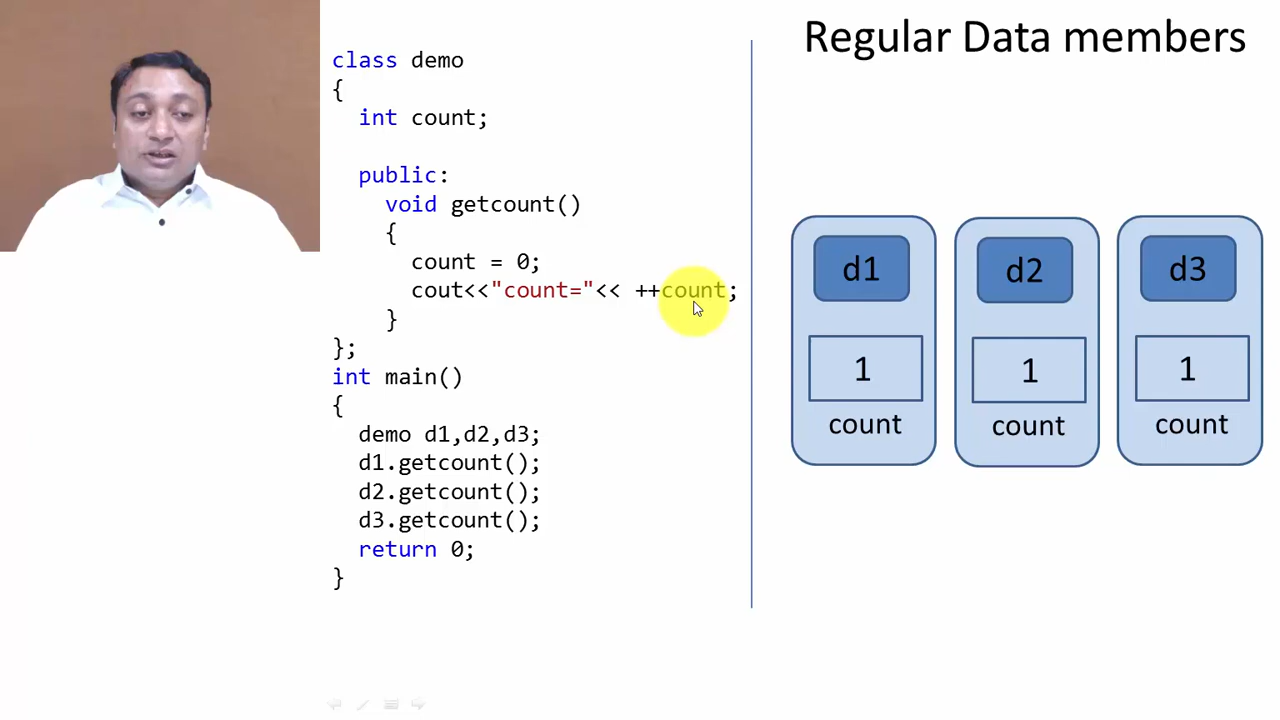 class demo
{
int count;
public:
void getcount()
{
count = 0;
cout<<"count="<< ++count;
}
};
int main()
{
demo d1,d2,d3;
d1.getcount();
d2.getcount();
d3.getcount();
return 0;
}
Regular Data members
d1 d2 d3
1 1 1
count count count